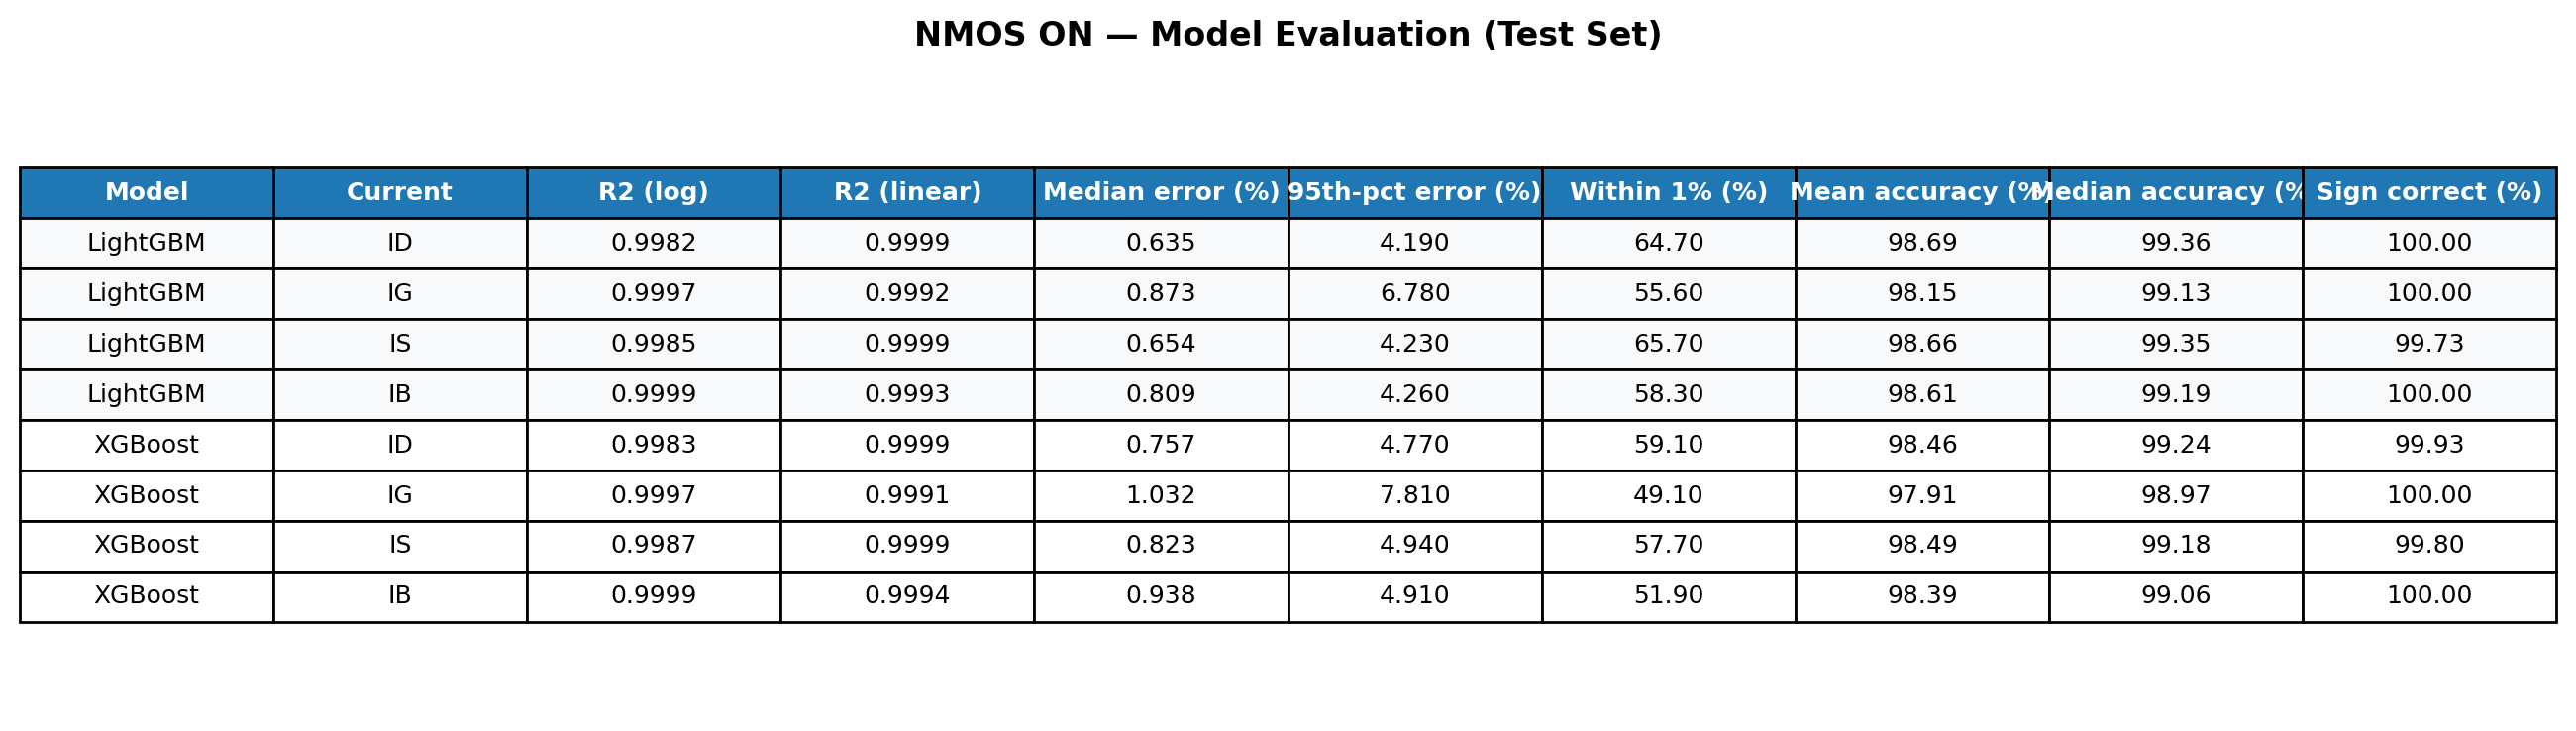 NMOS ON — Model Evaluation (Test Set)
Model Current R2 (log) R2 (linear) Median error (%) 95th-pct error (%) Within 1% (%) Mean accuracy (% Median accuracy (% Sign correct (%)
LightGBM ID 0.9982 0.9999 0.635 4.190 64.70 98.69 99.36 100.00
LightGBM IG 0.9997 0.9992 0.873 6.780 55.60 98.15 99.13 100.00
LightGBM IS 0.9985 0.9999 0.654 4.230 65.70 98.66 99.35 99.73
LightGBM IB 0.9999 0.9993 0.809 4.260 58.30 98.61 99.19 100.00
XGBoost ID 0.9983 0.9999 0.757 4.770 59.10 98.46 99.24 99.93
XGBoost IG 0.9997 0.9991 1.032 7.810 49.10 97.91 98.97 100.00
XGBoost IS 0.9987 0.9999 0.823 4.940 57.70 98.49 99.18 99.80
XGBoost IB 0.9999 0.9994 0.938 4.910 51.90 98.39 99.06 100.00